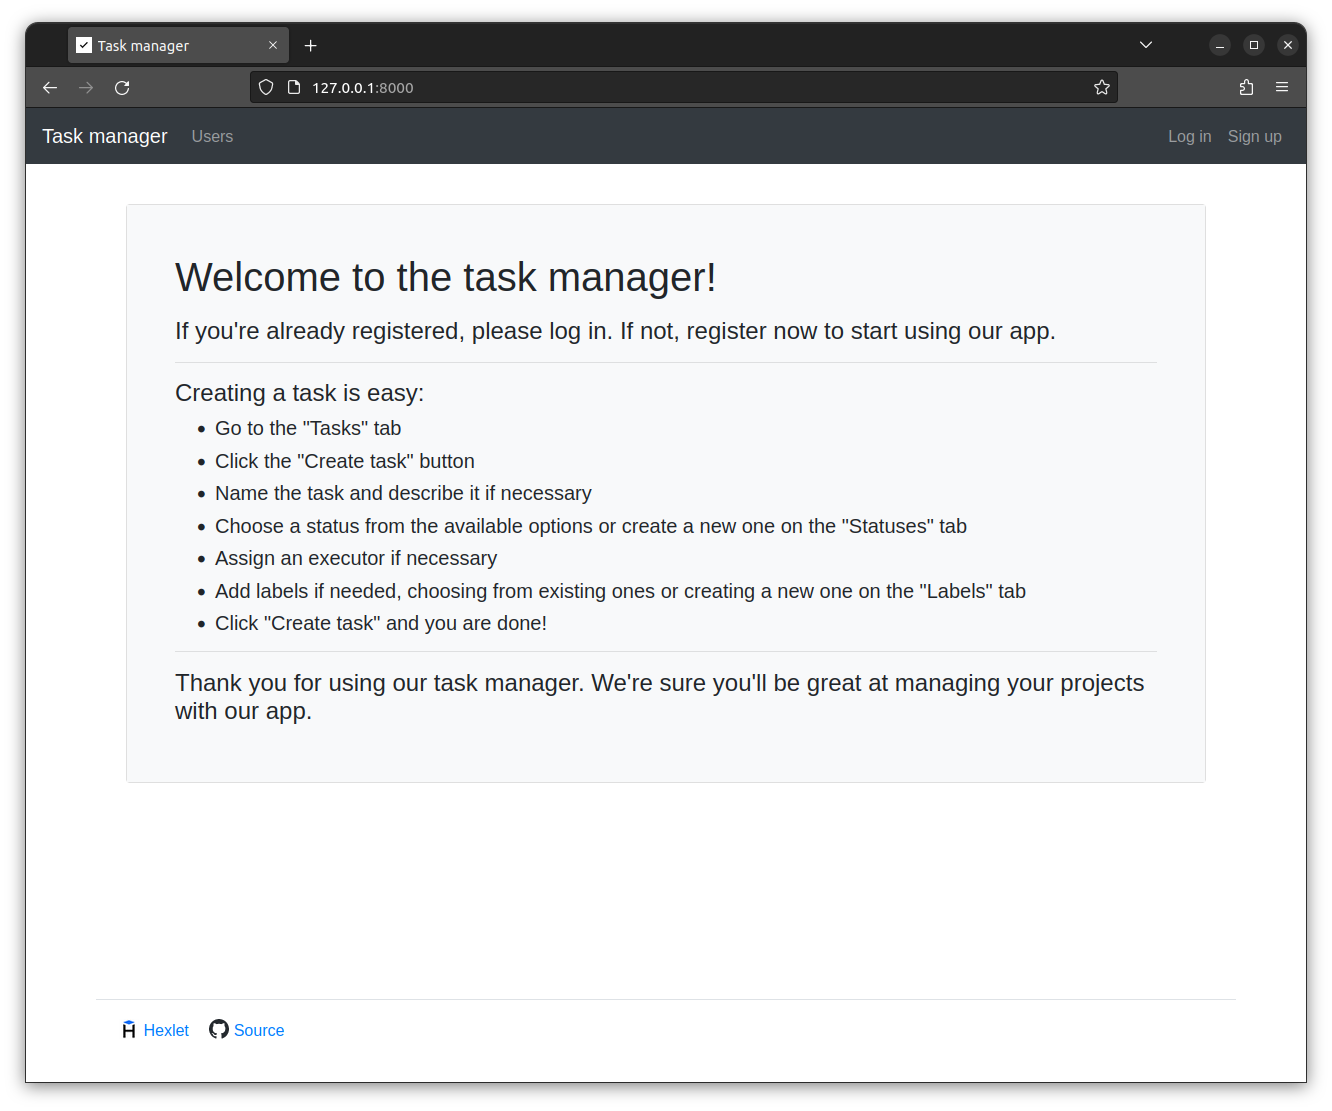 Task manager
127.0.0.1:8000
Task manager Users Log in Sign up
Welcome to the task manager!
If you're already registered, please log in. If not, register now to start using our app.
Creating a task is easy:
• Go to the "Tasks" tab
• Click the "Create task" button
• Name the task and describe it if necessary
• Choose a status from the available options or create a new one on the "Statuses" tab
• Assign an executor if necessary
• Add labels if needed, choosing from existing ones or creating a new one on the "Labels" tab
• Click "Create task" and you are done!
Thank you for using our task manager. We're sure you'll be great at managing your projects
with our app.
Hexlet Source